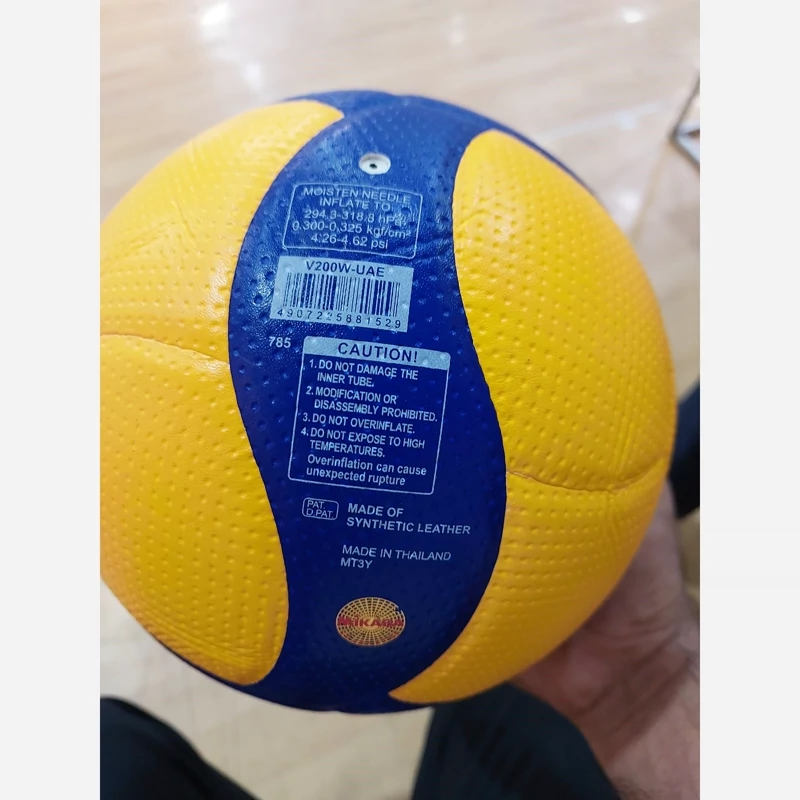 MOISTEN NEEDLE
INFLATE TO
294.3-318.8 hPa
0.300-0.325 kgf/cm²
4.26-4.62 psi
V200W-UAE
4907225881529
785
CAUTION!
1. DO NOT DAMAGE THE
INNER TUBE.
2. MODIFICATION OR
DISASSEMBLY PROHIBITED.
3. DO NOT OVERINFLATE.
4. DO NOT EXPOSE TO HIGH
TEMPERATURES.
Overinflation can cause
unexpected rupture
PAT.
D.PAT.
MADE OF
SYNTHETIC LEATHER
MADE IN THAILAND
MT3Y
MIKASA